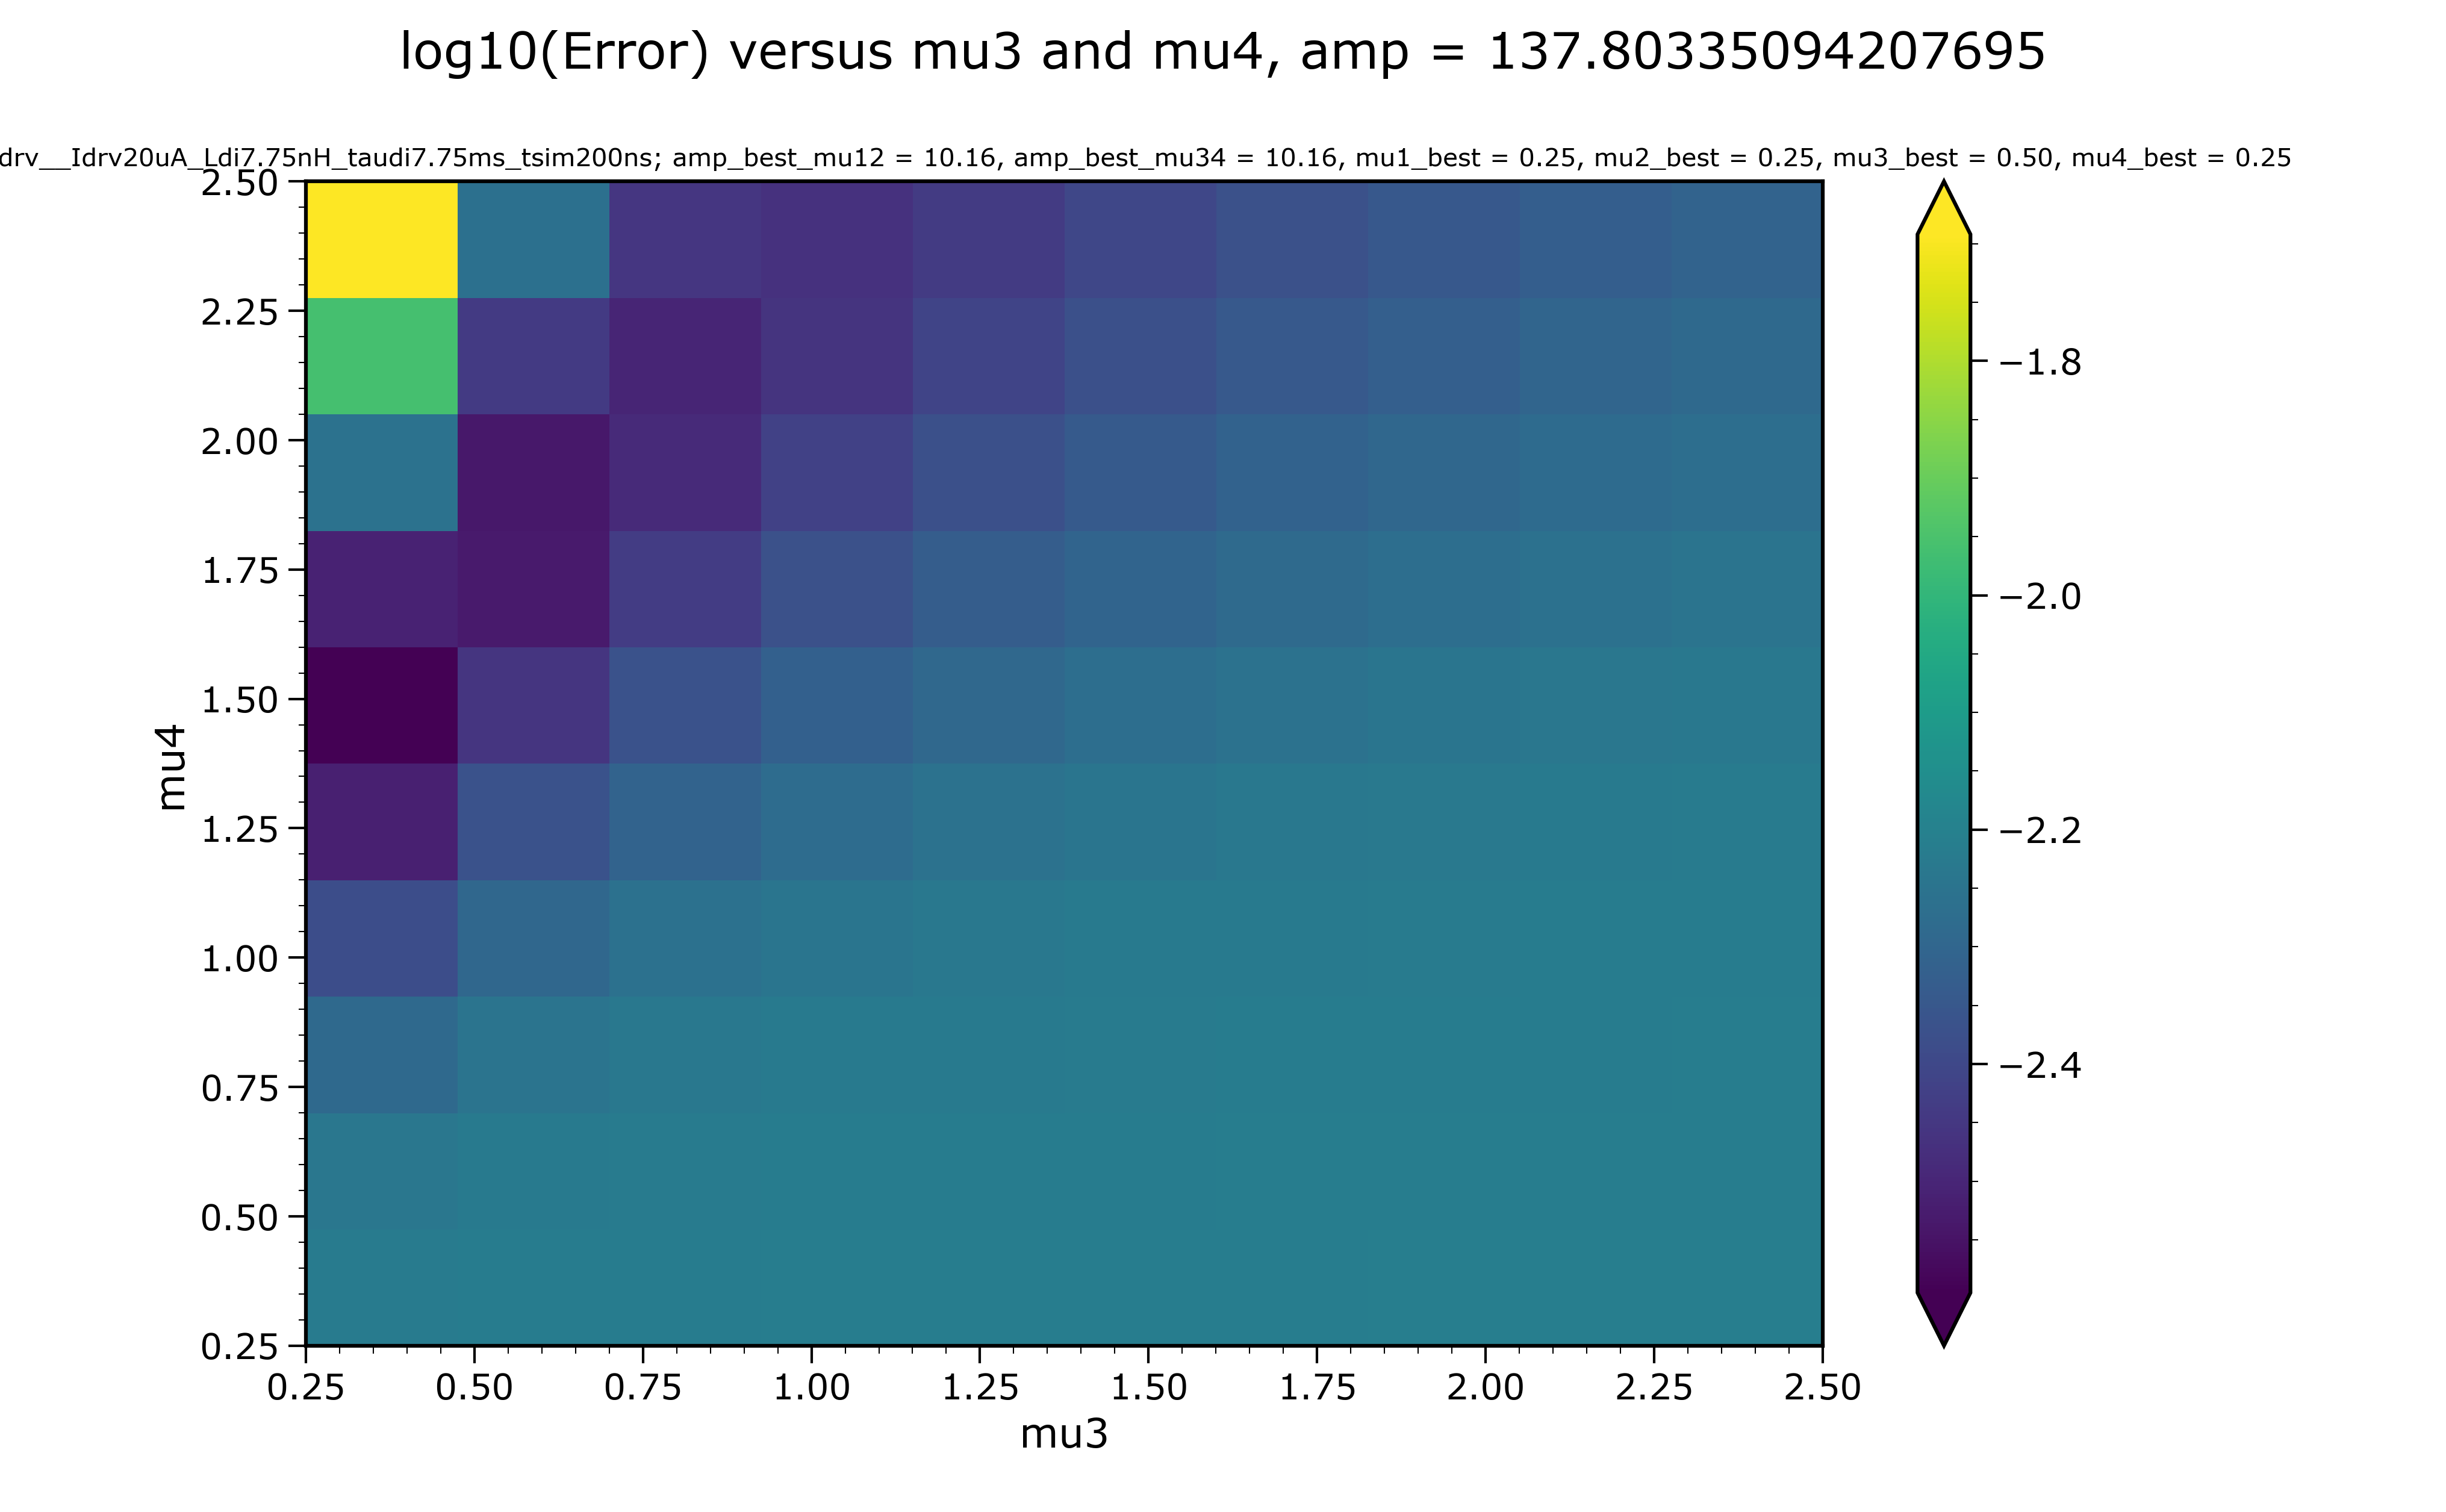 log10(Error) versus mu3 and mu4, amp = 137.80335094207695
drv__Idrv20uA_Ldi7.75nH_taudi7.75ms_tsim200ns; amp_best_mu12 = 10.16, amp_best_mu34 = 10.16, mu1_best = 0.25, mu2_best = 0.25, mu3_best = 0.50, mu4_best = 0.25
2.50
2.25
2.00
1.75
1.50
1.25
1.00
0.75
0.50
0.25
mu4
0.25 0.50 0.75 1.00 1.25 1.50 1.75 2.00 2.25 2.50
mu3
−1.8
−2.0
−2.2
−2.4